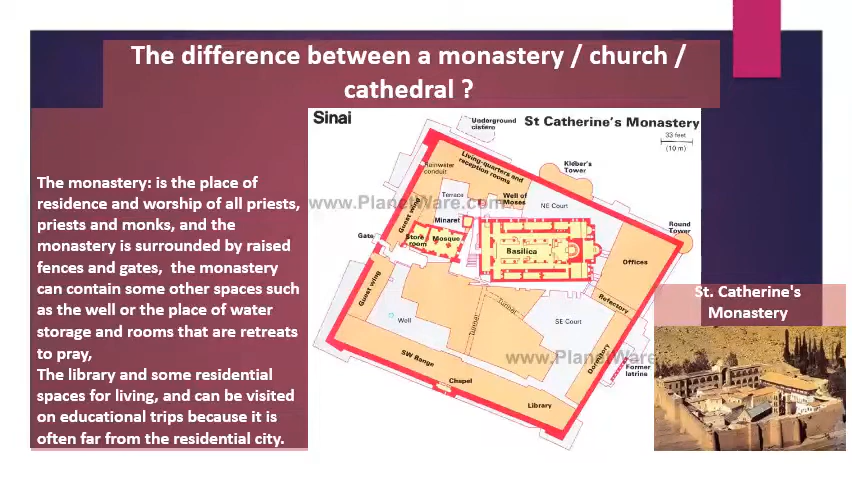 The difference between a monastery / church /
cathedral ?
The monastery: is the place of
residence and worship of all priests,
priests and monks, and the
monastery is surrounded by raised
fences and gates,  the monastery
can contain some other spaces such
as the well or the place of water
storage and rooms that are retreats
to pray,
The library and some residential
spaces for living, and can be visited
on educational trips because it is
often far from the residential city.
Sinai
Underground
cistern
St Catherine's Monastery
33 feet
(10 m)
Living-quarters and
reception rooms
Kléber's
Tower
Rainwater
conduit
Terrace
Well of
Moses
NE Court
www.PlanetWare.com
Guest wing
Minaret
Round
Tower
Gate
Store
room
Mosque
Basilica
Offices
Guest wing
Refectory
Well
Tunnel
Tunnel
SE Court
www.PlanetWare
SW Range
Dormitory
Former
latrine
Chapel
Library
St. Catherine's
Monastery